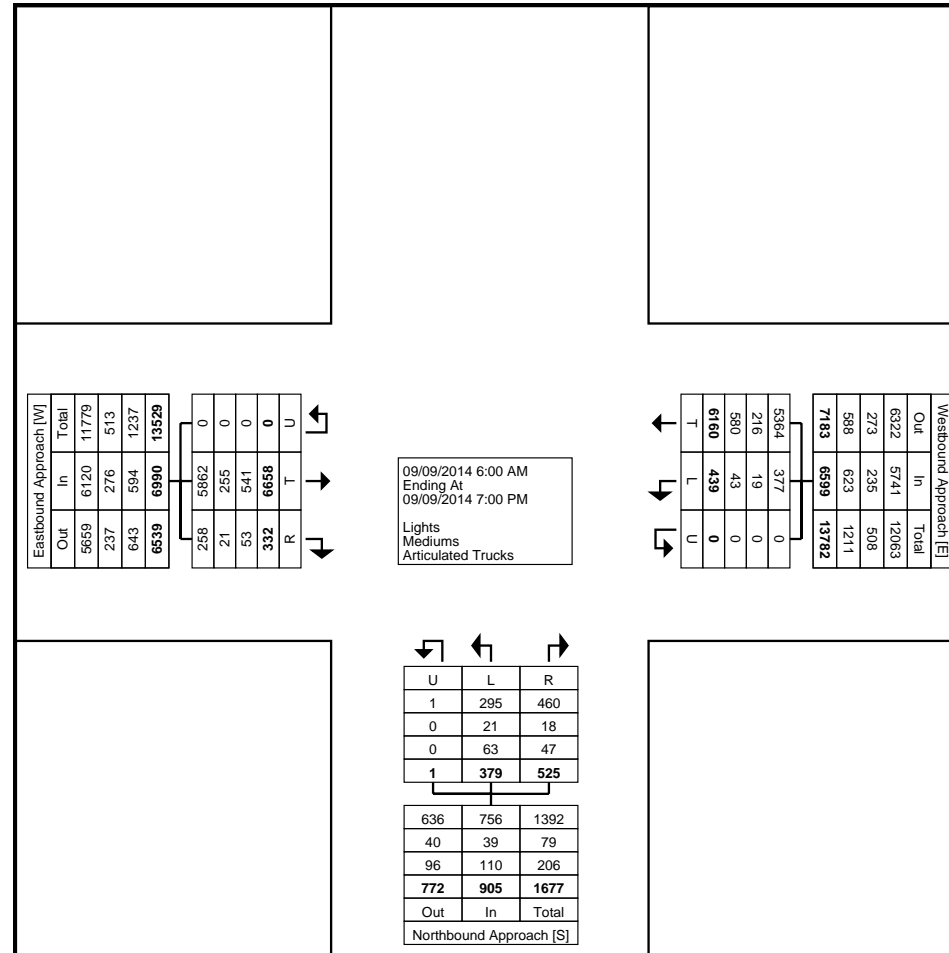 Eastbound Approach [W]
Total In Out
11779 6120 5659
513 276 237
1237 594 643
13529 6990 6539
0 5862 258
0 255 21
0 541 53
0 6658 332
U T R
09/09/2014 6:00 AM
Ending At
09/09/2014 7:00 PM
Lights
Mediums
Articulated Trucks
Westbound Approach [E]
Out In Total
6322 5741 12063
273 235 508
588 623 1211
7183 6599 13782
5364 377 0
216 19 0
580 43 0
6160 439 0
T L U
U L R
1 295 460
0 21 18
0 63 47
1 379 525
636 756 1392
40 39 79
96 110 206
772 905 1677
Out In Total
Northbound Approach [S]